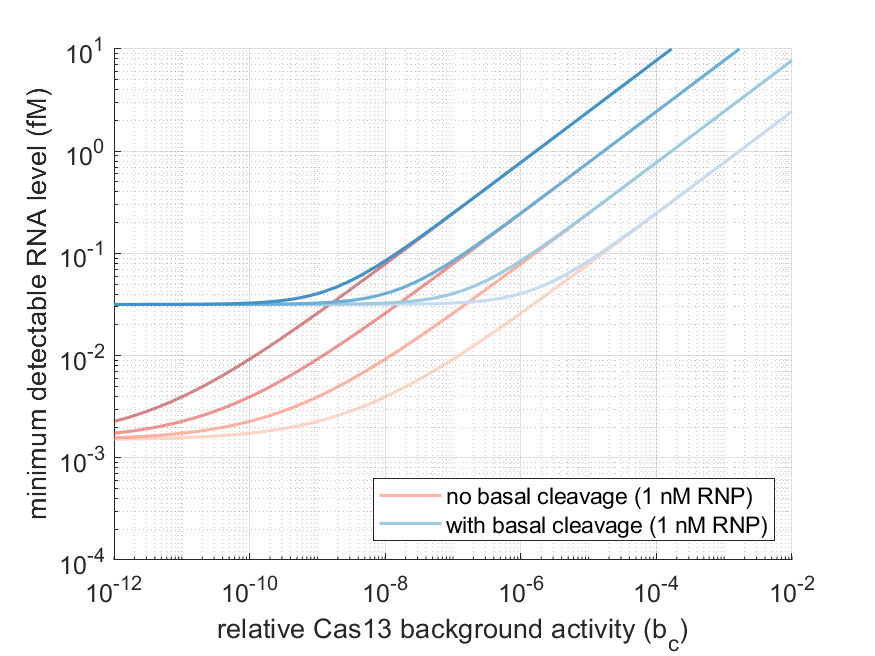 10^1
10^0
10^-1
10^-2
10^-3
10^-4
minimum detectable RNA level (fM)
no basal cleavage (1 nM RNP)
with basal cleavage (1 nM RNP)
10^-12 10^-10 10^-8 10^-6 10^-4 10^-2
relative Cas13 background activity (b_c)